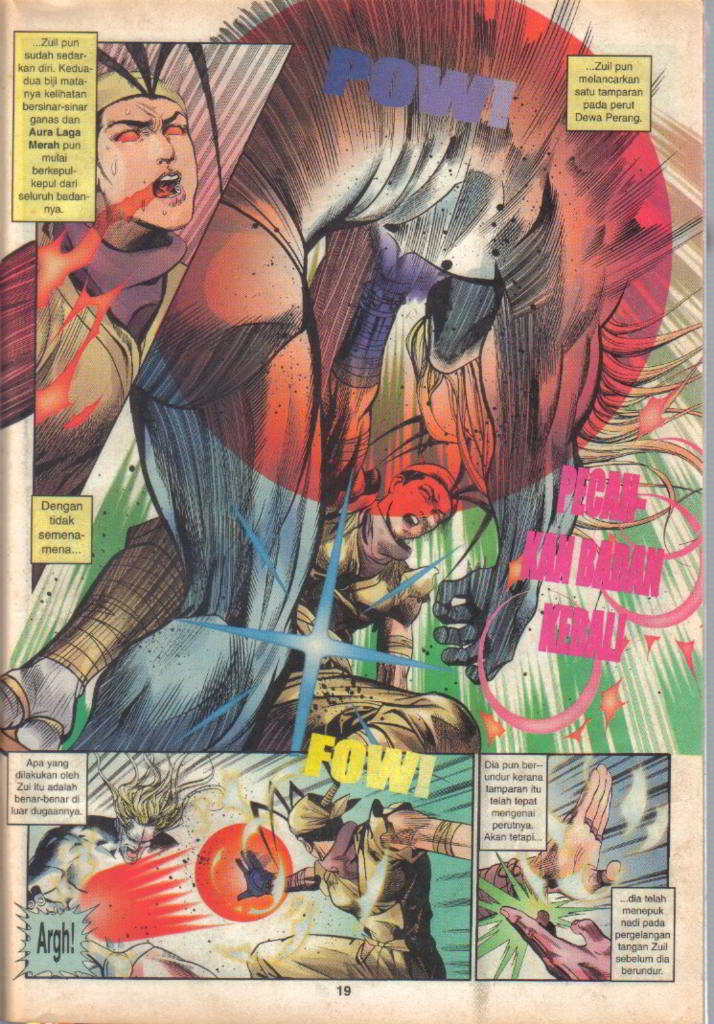 ...Zuil pun
sudah sedar-
kan diri. Kedua-
dua biji mata-
nya kelihatan
bersinar-sinar
ganas dan
Aura Laga
Merah pun
mulai
berkepul-
kepul dari
seluruh badan-
nya.
POW!
...Zuil pun
melancarkan
satu tamparan
pada perut
Dewa Perang.
Dengan
tidak
semena-
mena...
PECAH-
KAN BADAN
KEBAL!
Apa yang
dilakukan oleh
Zui itu adalah
benar-benar di
luar dugaannya.
FOW!
Argh!
Dia pun ber--
undur kerana
tamparan itu
telah tepat
mengenai
perutnya.
Akan tetapi...
...dia telah
menepuk
nadi pada
pergelangan
tangan Zuil
sebelum dia
berundur.
19